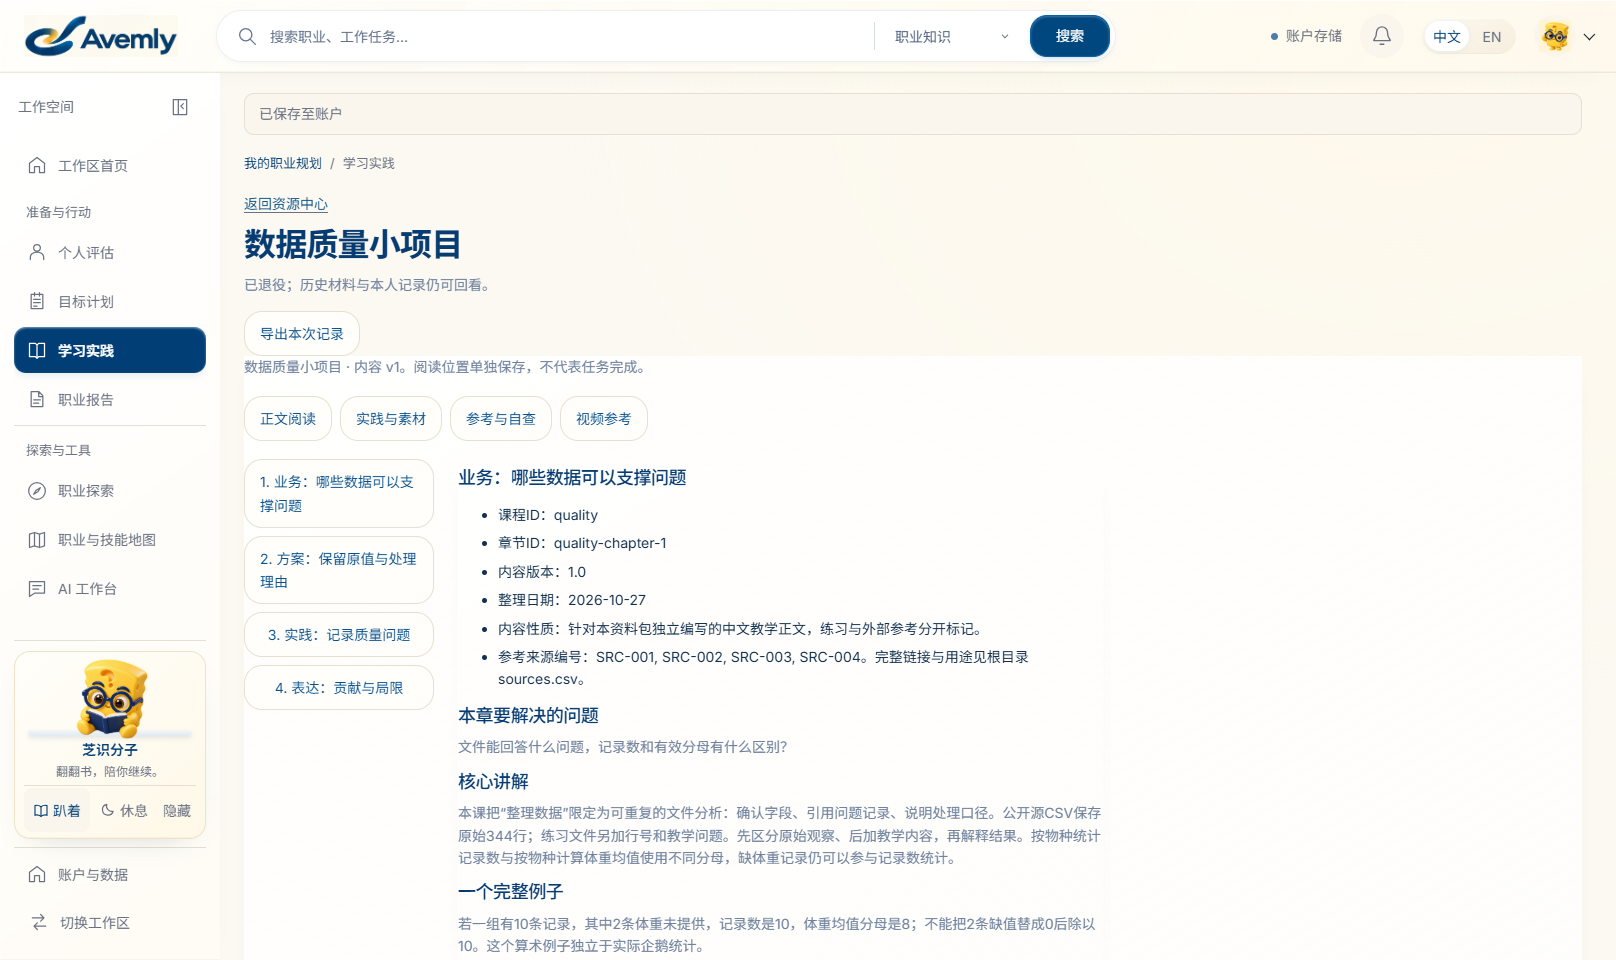 Avemly
搜索职业、工作任务...
职业知识
搜索
账户存储
中文
EN
工作空间
工作区首页
准备与行动
个人评估
目标计划
学习实践
职业报告
探索与工具
职业探索
职业与技能地图
AI 工作台
芝识分子
翻翻书，陪你继续。
趴着
休息
隐藏
账户与数据
切换工作区
已保存至账户
我的职业规划 / 学习实践
返回资源中心
数据质量小项目
已退役；历史材料与本人记录仍可回看。
导出本次记录
数据质量小项目 · 内容 v1。阅读位置单独保存，不代表任务完成。
正文阅读
实践与素材
参考与自查
视频参考
1. 业务：哪些数据可以支
撑问题
2. 方案：保留原值与处理
理由
3. 实践：记录质量问题
4. 表达：贡献与局限
业务：哪些数据可以支撑问题
• 课程ID：quality
• 章节ID：quality-chapter-1
• 内容版本：1.0
• 整理日期：2026-10-27
• 内容性质：针对本资料包独立编写的中文教学正文，练习与外部参考分开标记。
• 参考来源编号：SRC-001, SRC-002, SRC-003, SRC-004。完整链接与用途见根目录
sources.csv。
本章要解决的问题
文件能回答什么问题，记录数和有效分母有什么区别？
核心讲解
本课把“整理数据”限定为可重复的文件分析：确认字段、引用问题记录、说明处理口径。公开源CSV保存
原始344行；练习文件另加行号和教学问题。先区分原始观察、后加教学内容，再解释结果。按物种统计
记录数与按物种计算体重均值使用不同分母，缺体重记录仍可以参与记录数统计。
一个完整例子
若一组有10条记录，其中2条体重未提供，记录数是10，体重均值分母是8；不能把2条缺值替成0后除以
10。这个算术例子独立于实际企鹅统计。